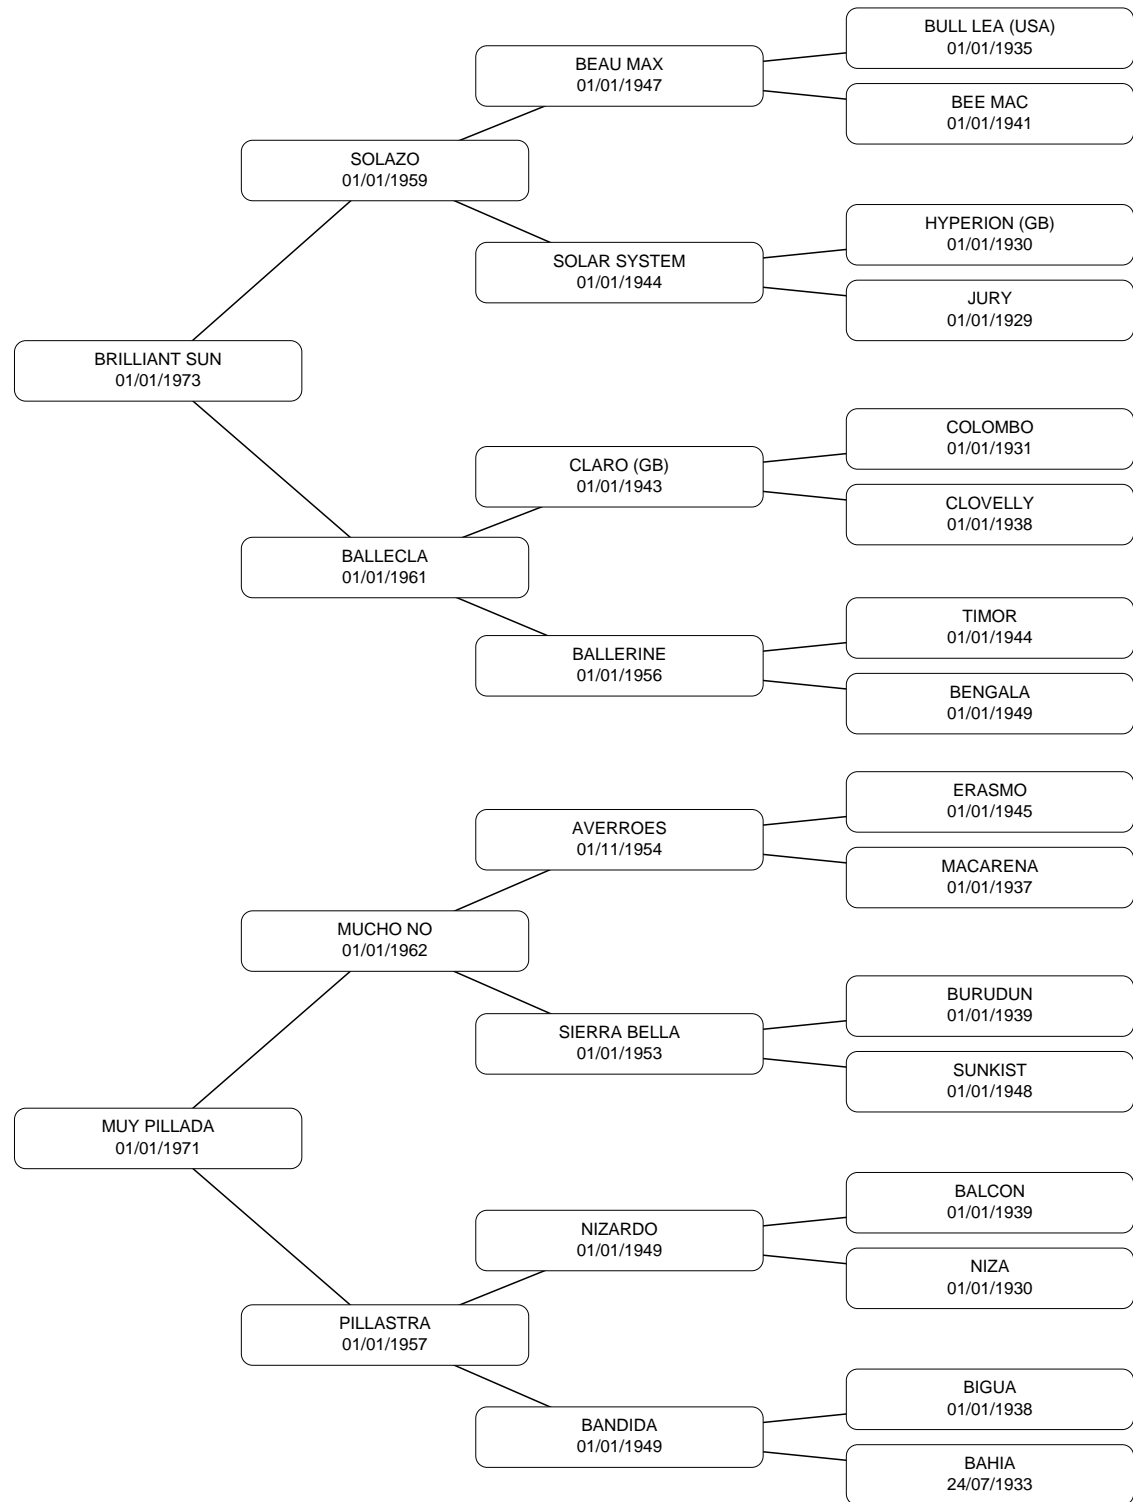 BULL LEA (USA)
01/01/1935
BEAU MAX
01/01/1947
BEE MAC
01/01/1941
SOLAZO
01/01/1959
HYPERION (GB)
01/01/1930
SOLAR SYSTEM
01/01/1944
JURY
01/01/1929
BRILLIANT SUN
01/01/1973
COLOMBO
01/01/1931
CLARO (GB)
01/01/1943
CLOVELLY
01/01/1938
BALLECLA
01/01/1961
TIMOR
01/01/1944
BALLERINE
01/01/1956
BENGALA
01/01/1949
ERASMO
01/01/1945
AVERROES
01/11/1954
MACARENA
01/01/1937
MUCHO NO
01/01/1962
BURUDUN
01/01/1939
SIERRA BELLA
01/01/1953
SUNKIST
01/01/1948
MUY PILLADA
01/01/1971
BALCON
01/01/1939
NIZARDO
01/01/1949
NIZA
01/01/1930
PILLASTRA
01/01/1957
BIGUA
01/01/1938
BANDIDA
01/01/1949
BAHIA
24/07/1933